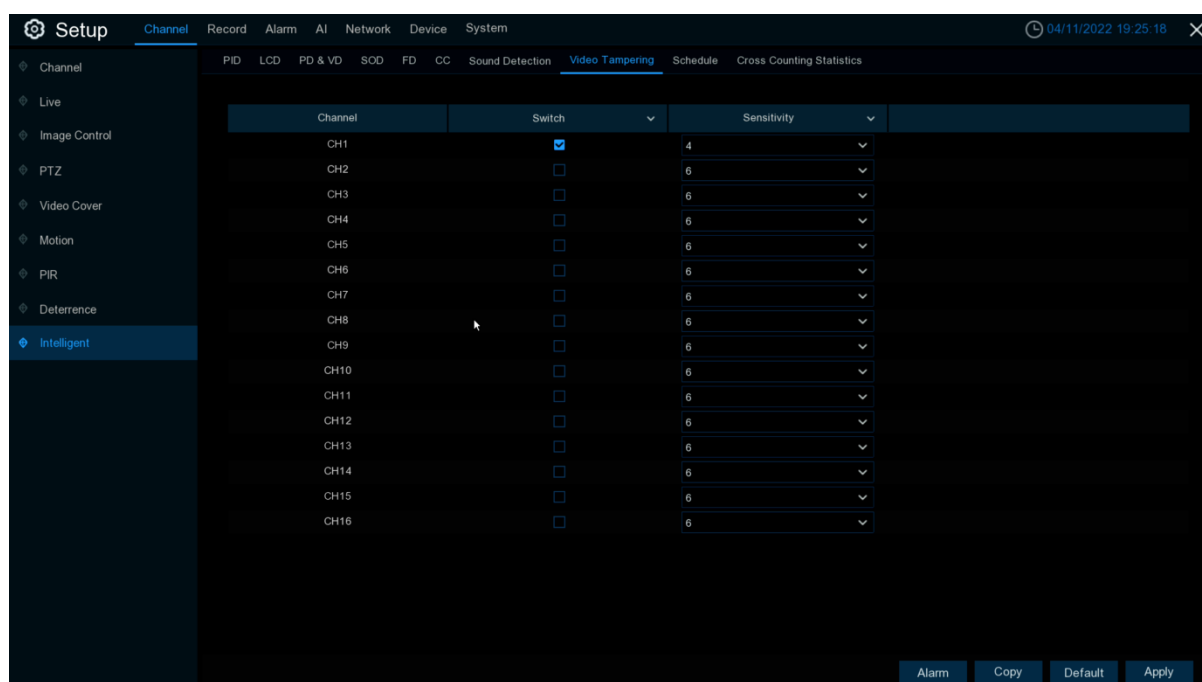 Setup Channel Record Alarm AI Network Device System 04/11/2022 19:25:18
Channel
Live
Image Control
PTZ
Video Cover
Motion
PIR
Deterrence
Intelligent
PID LCD PD & VD SOD FD CC Sound Detection Video Tampering Schedule Cross Counting Statistics
Channel Switch Sensitivity
CH1 4
CH2 6
CH3 6
CH4 6
CH5 6
CH6 6
CH7 6
CH8 6
CH9 6
CH10 6
CH11 6
CH12 6
CH13 6
CH14 6
CH15 6
CH16 6
Alarm Copy Default Apply